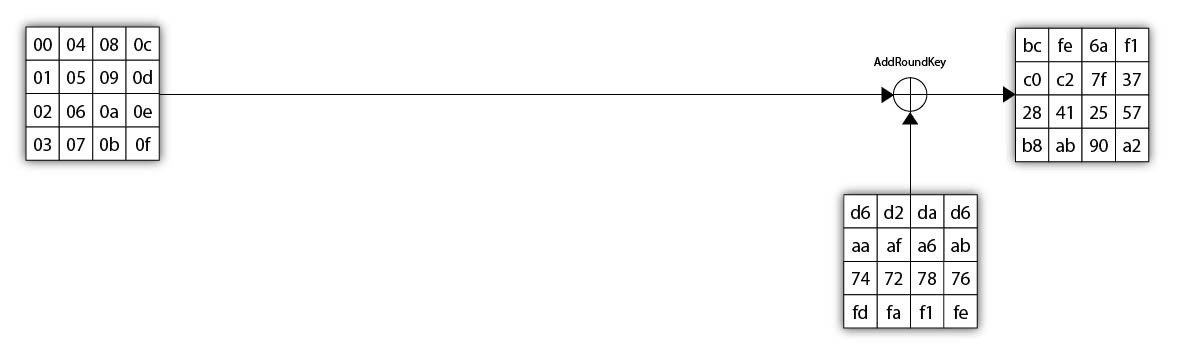 00 04 08 0c
01 05 09 0d
02 06 0a 0e
03 07 0b 0f
AddRoundKey
bc fe 6a f1
c0 c2 7f 37
28 41 25 57
b8 ab 90 a2
d6 d2 da d6
aa af a6 ab
74 72 78 76
fd fa f1 fe